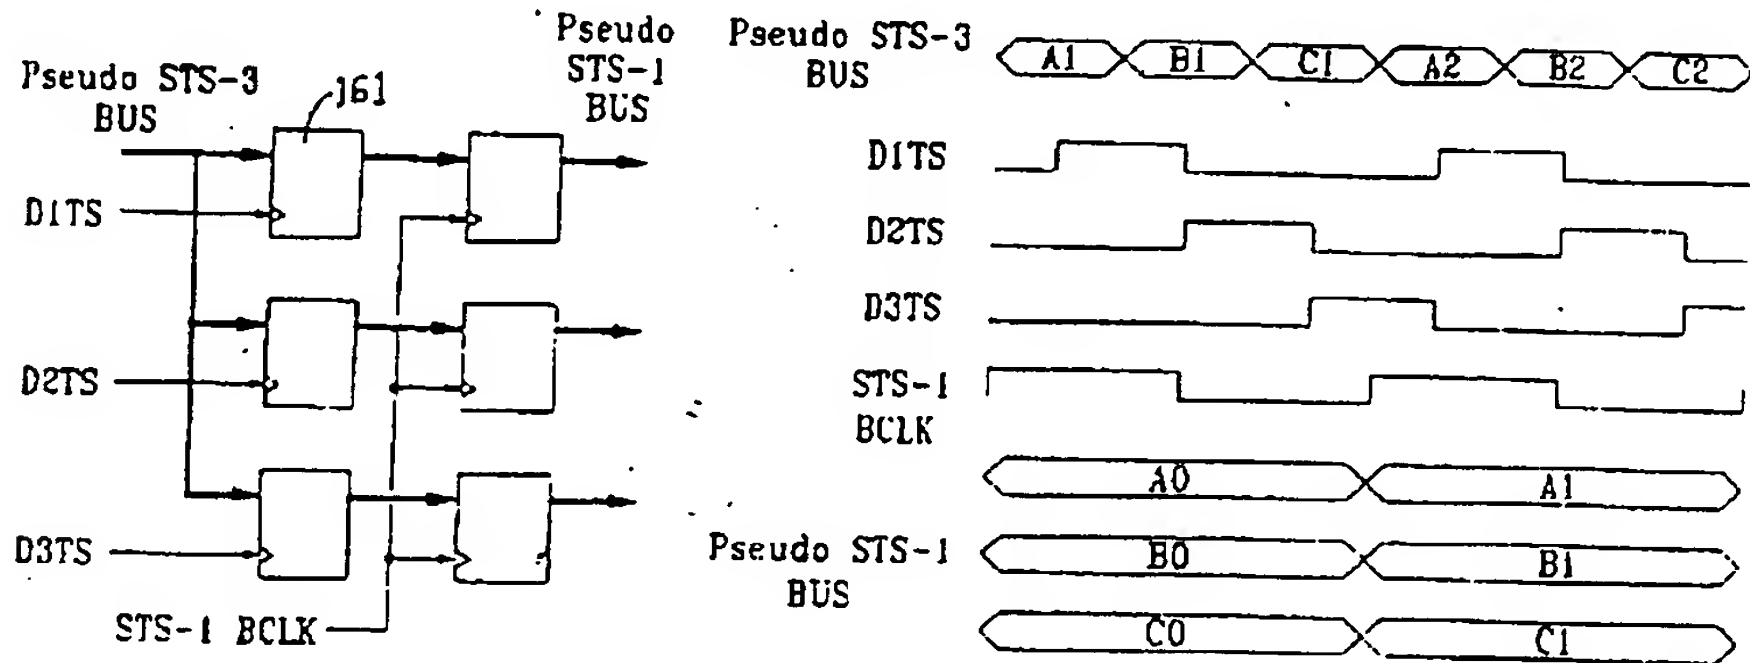 Pseudo STS-3
BUS
161
Pseudo
STS-1
BUS
D1TS
D2TS
D3TS
STS-1 BCLK
Pseudo STS-3
BUS
A1 B1 C1 A2 B2 C2
D1TS
D2TS
D3TS
STS-1
BCLK
A0 A1
Pseudo STS-1
BUS
B0 B1
C0 C1